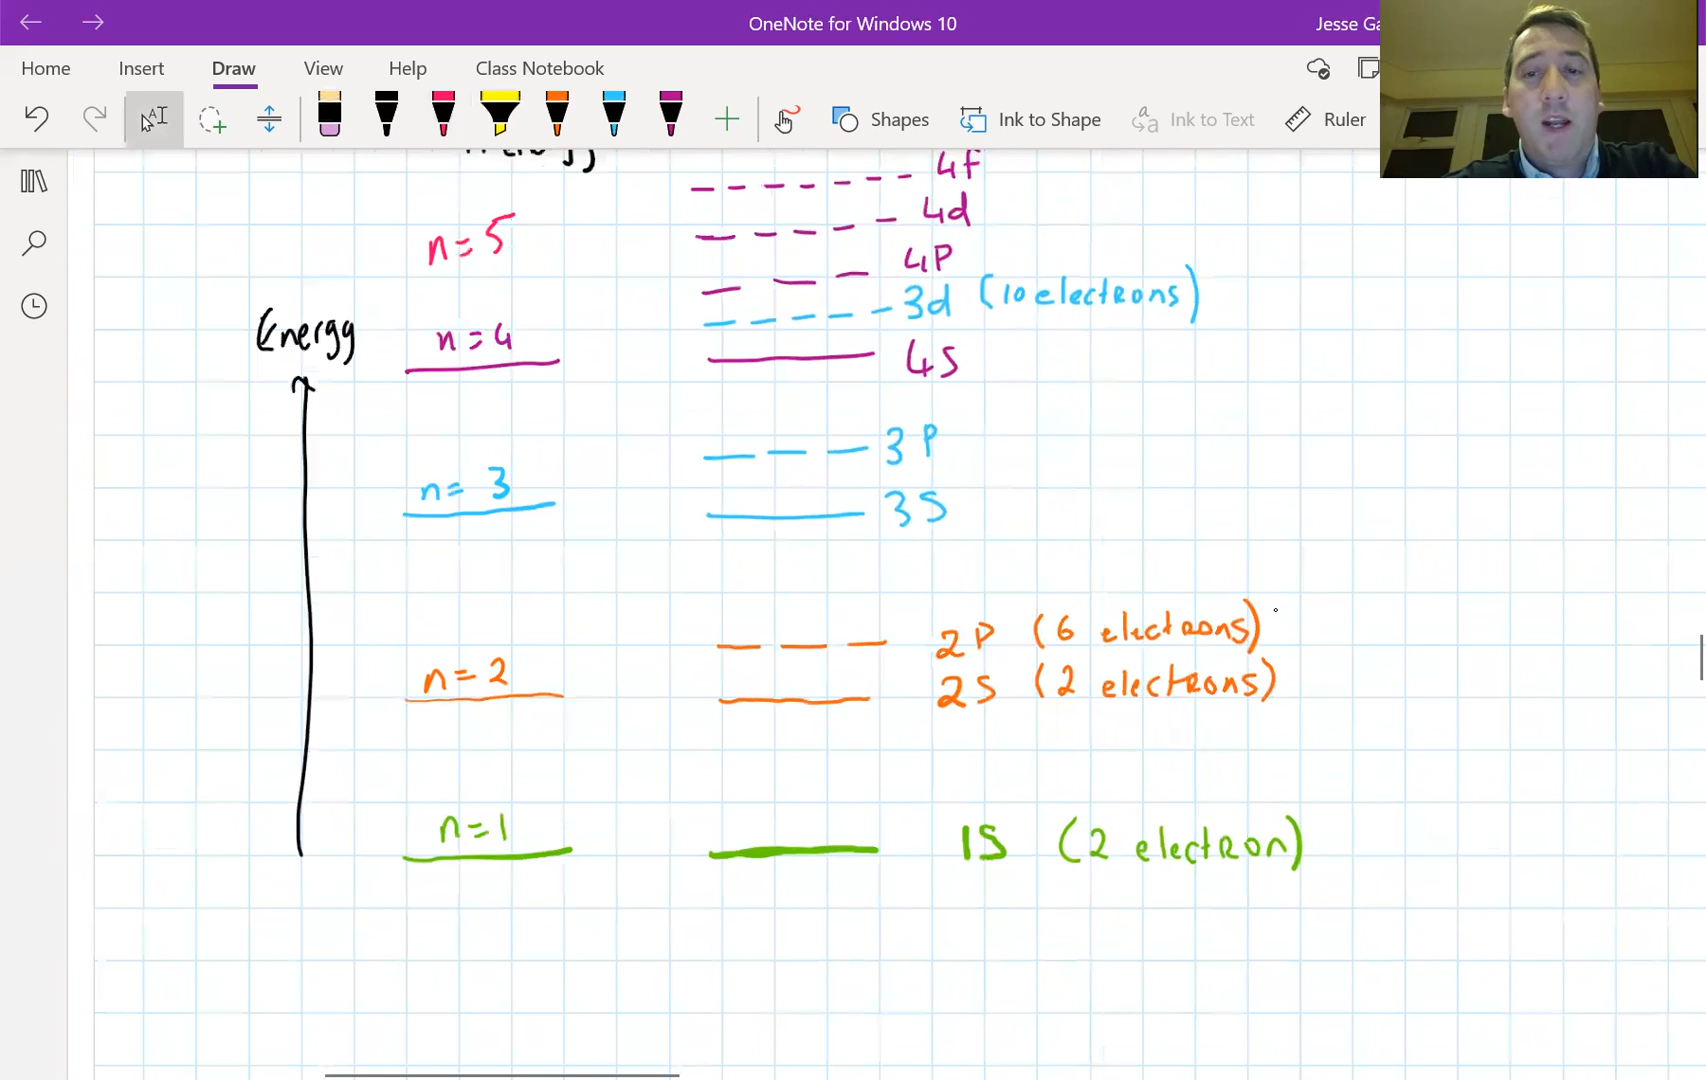 OneNote for Windows 10
Jesse Ga
Home Insert Draw View Help Class Notebook
Shapes Ink to Shape Ink to Text Ruler
4f
4d
n=5
4P
3d (10 electrons)
Energy
n=4
4S
3P
n=3
3S
2P (6 electrons)
n=2
2S (2 electrons)
n=1
1S (2 electron)